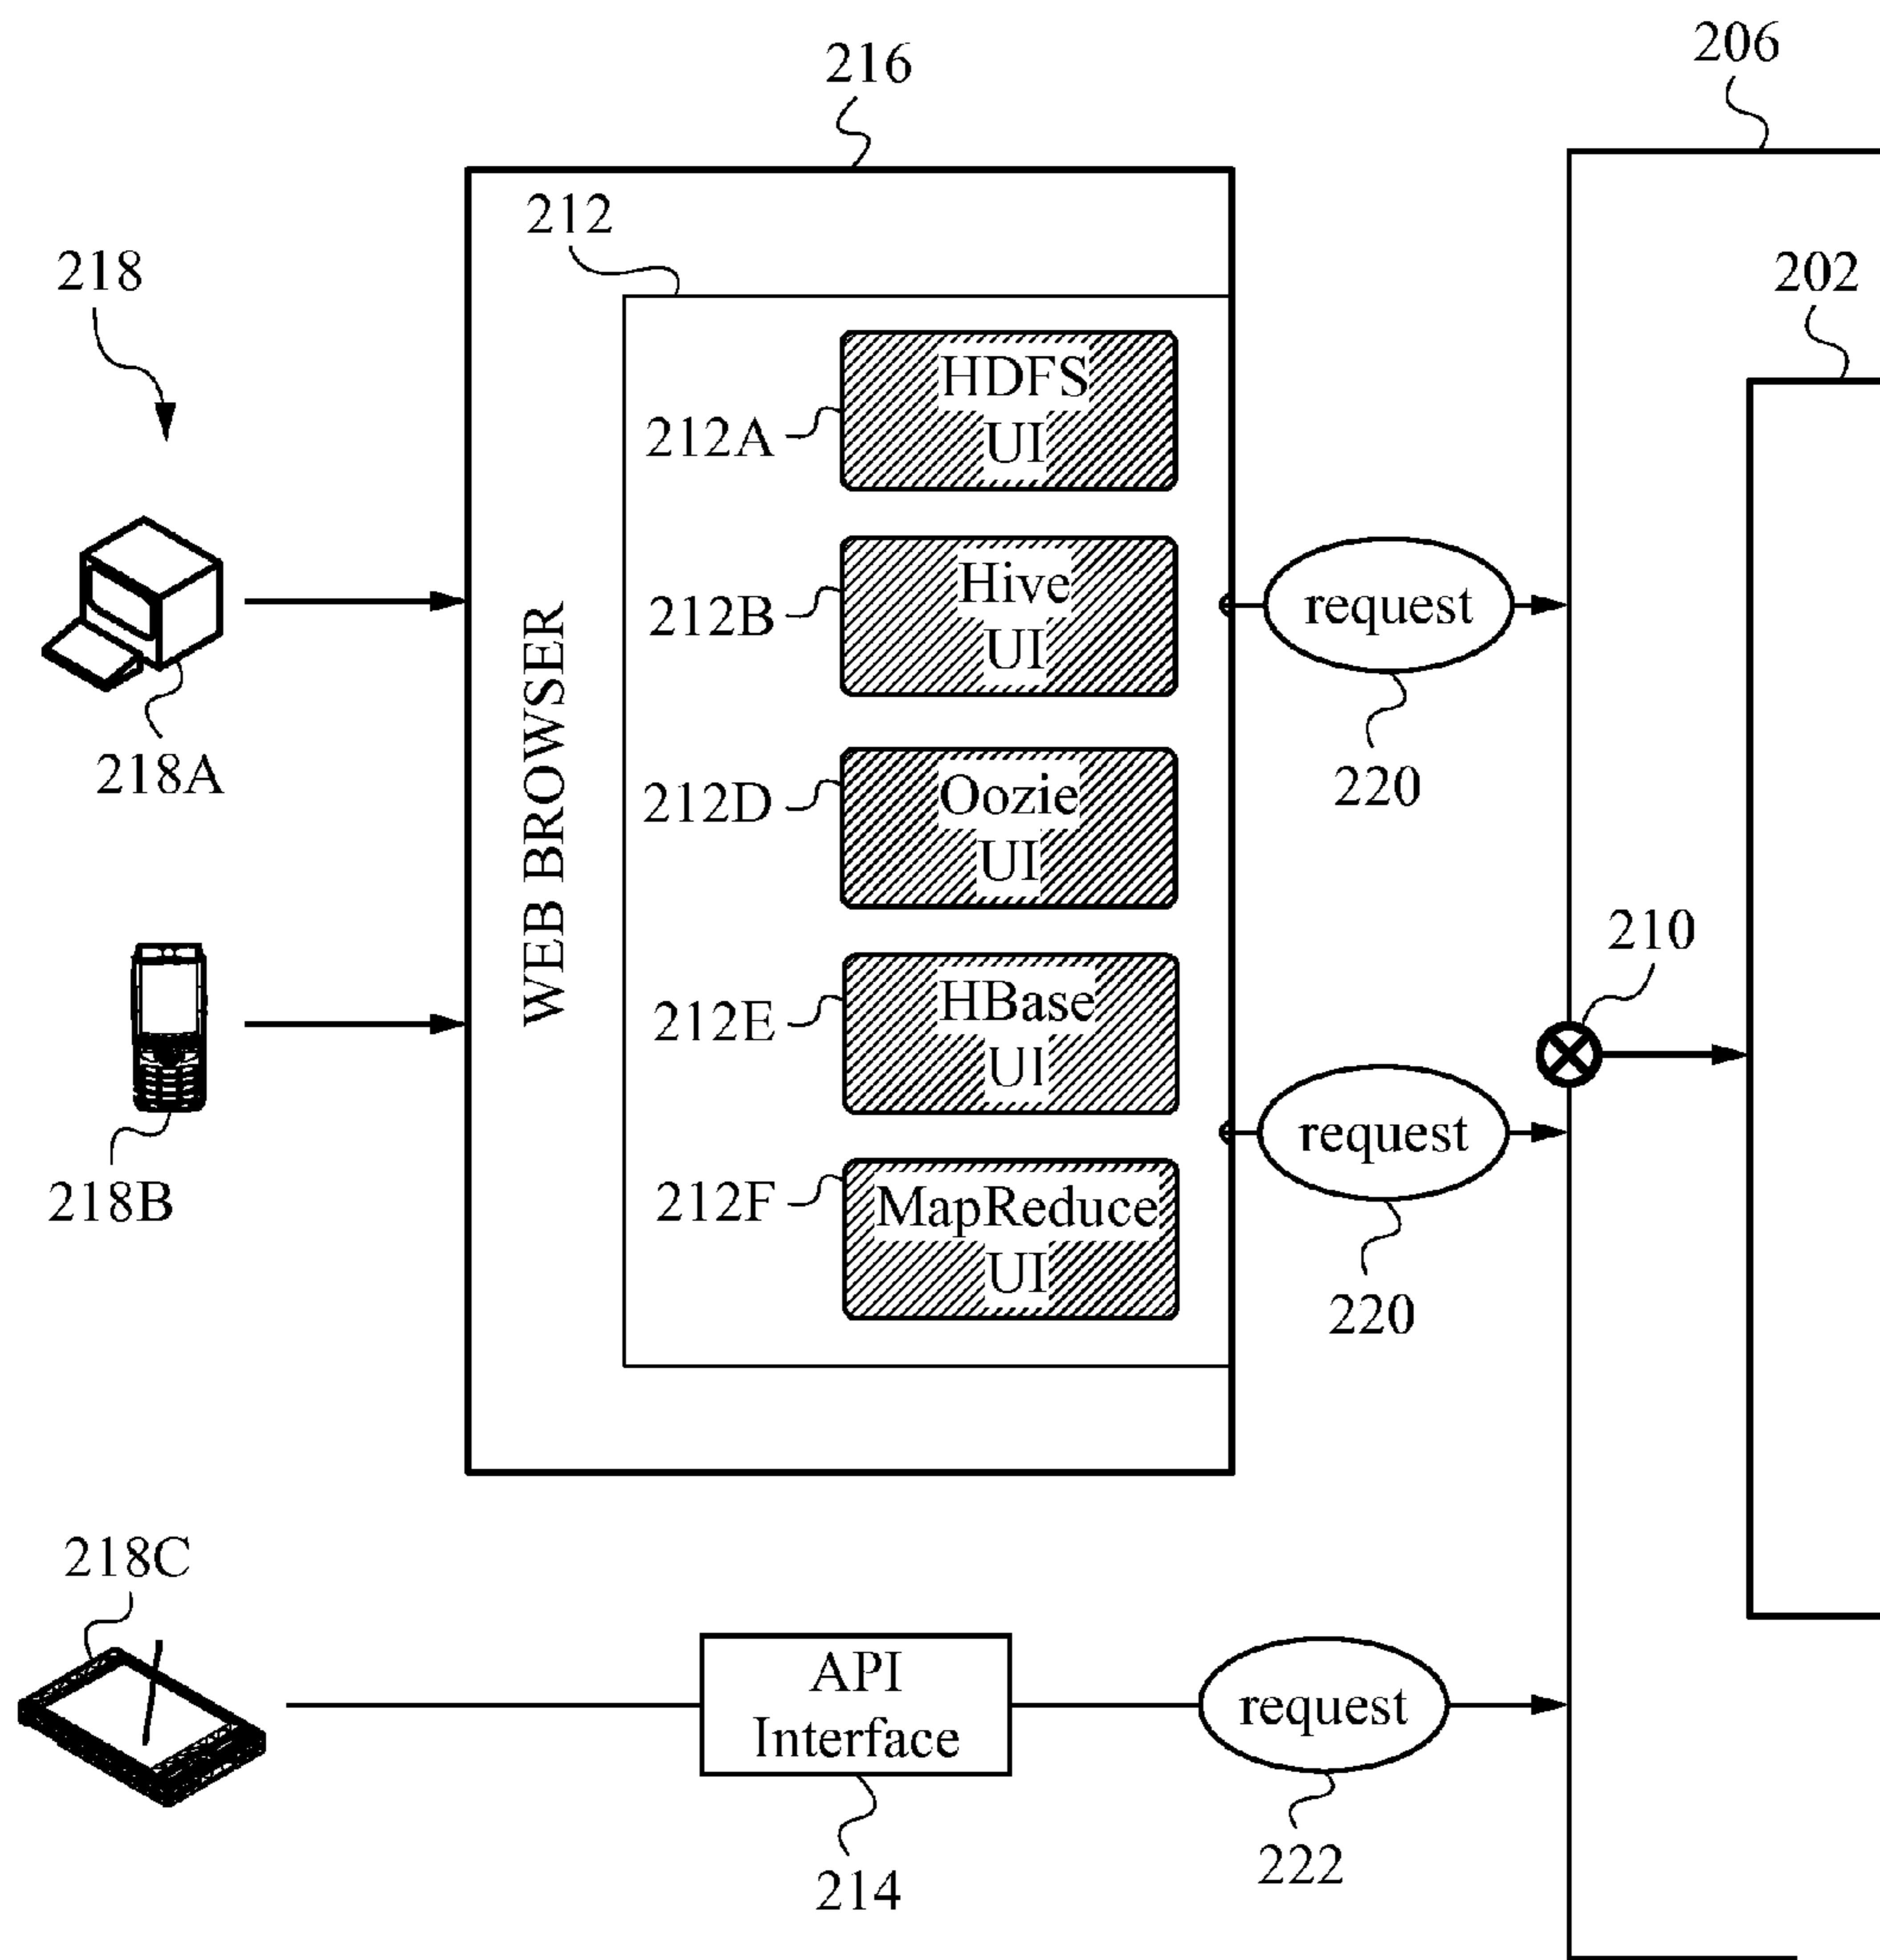 206
216
212
202
218
HDFS
UI
212A
Hive
UI
212B
request
WEB BROWSER
218A
220
Oozie
UI
212D
210
HBase
UI
212E
request
218B
MapReduce
UI
212F
220
218C
API
Interface
request
214
222